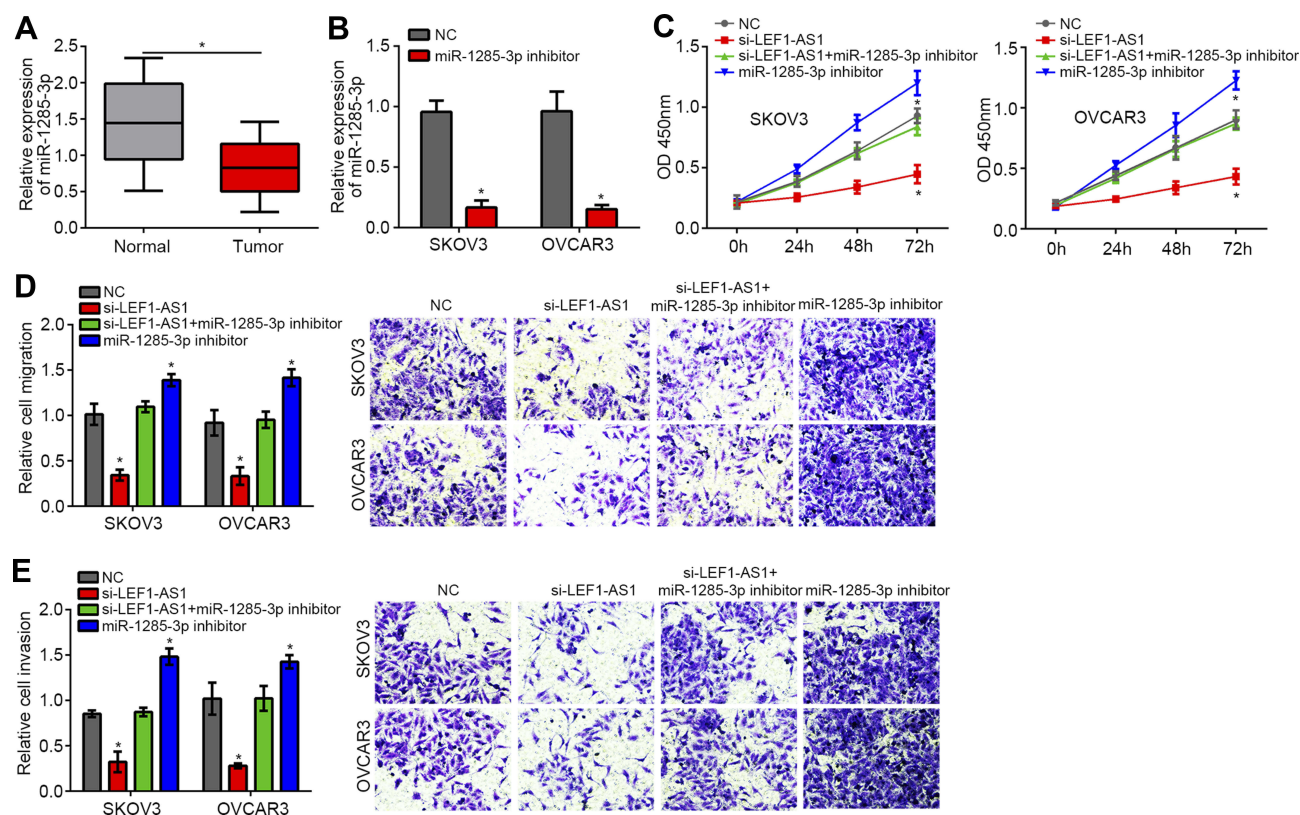 A
Relative expression
of miR-1285-3p
2.5
2.0
1.5
1.0
0.5
0.0
*
Normal
Tumor
B
NC
miR-1285-3p inhibitor
Relative expression
of miR-1285-3p
1.5
1.0
0.5
0.0
*
*
SKOV3
OVCAR3
C
NC
si-LEF1-AS1
si-LEF1-AS1+miR-1285-3p inhibitor
miR-1285-3p inhibitor
OD 450nm
1.5
1.0
0.5
0.0
SKOV3
*
*
0h
24h
48h
72h
NC
si-LEF1-AS1
si-LEF1-AS1+miR-1285-3p inhibitor
miR-1285-3p inhibitor
OD 450nm
1.5
1.0
0.5
0.0
OVCAR3
*
*
0h
24h
48h
72h
D
NC
si-LEF1-AS1
si-LEF1-AS1+miR-1285-3p inhibitor
miR-1285-3p inhibitor
Relative cell migration
2.0
1.5
1.0
0.5
0.0
*
*
*
*
SKOV3
OVCAR3
NC
si-LEF1-AS1
si-LEF1-AS1+
miR-1285-3p inhibitor
miR-1285-3p inhibitor
SKOV3
OVCAR3
E
NC
si-LEF1-AS1
si-LEF1-AS1+miR-1285-3p inhibitor
miR-1285-3p inhibitor
Relative cell invasion
2.0
1.5
1.0
0.5
0.0
*
*
*
*
SKOV3
OVCAR3
NC
si-LEF1-AS1
si-LEF1-AS1+
miR-1285-3p inhibitor
miR-1285-3p inhibitor
SKOV3
OVCAR3